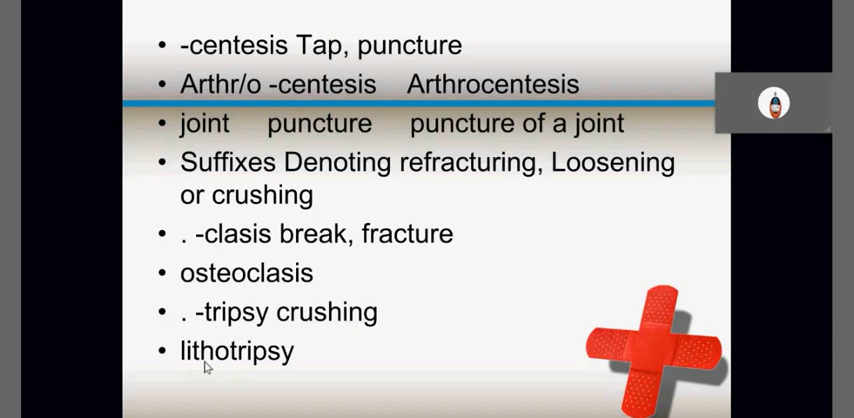 • -centesis Tap, puncture
• Arthr/o -centesis Arthrocentesis
• joint puncture puncture of a joint
• Suffixes Denoting refracturing, Loosening
or crushing
• . -clasis break, fracture
• osteoclasis
• . -tripsy crushing
• lithotripsy